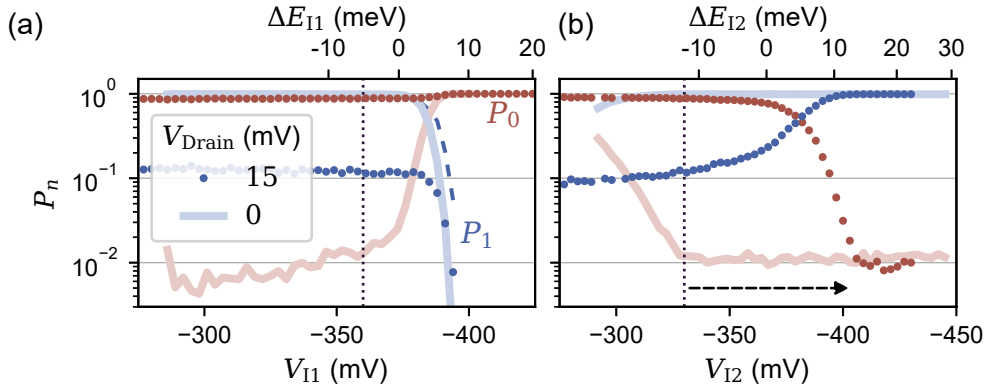 (a)
ΔE_I1 (meV)
-10 0 10 20
(b)
ΔE_I2 (meV)
-10 0 10 20 30
P_n
10^0
10^−1
10^−2
V_Drain (mV)
15
0
P_0
P_1
−300 −350 −400
V_I1 (mV)
−300 −350 −400 −450
V_I2 (mV)